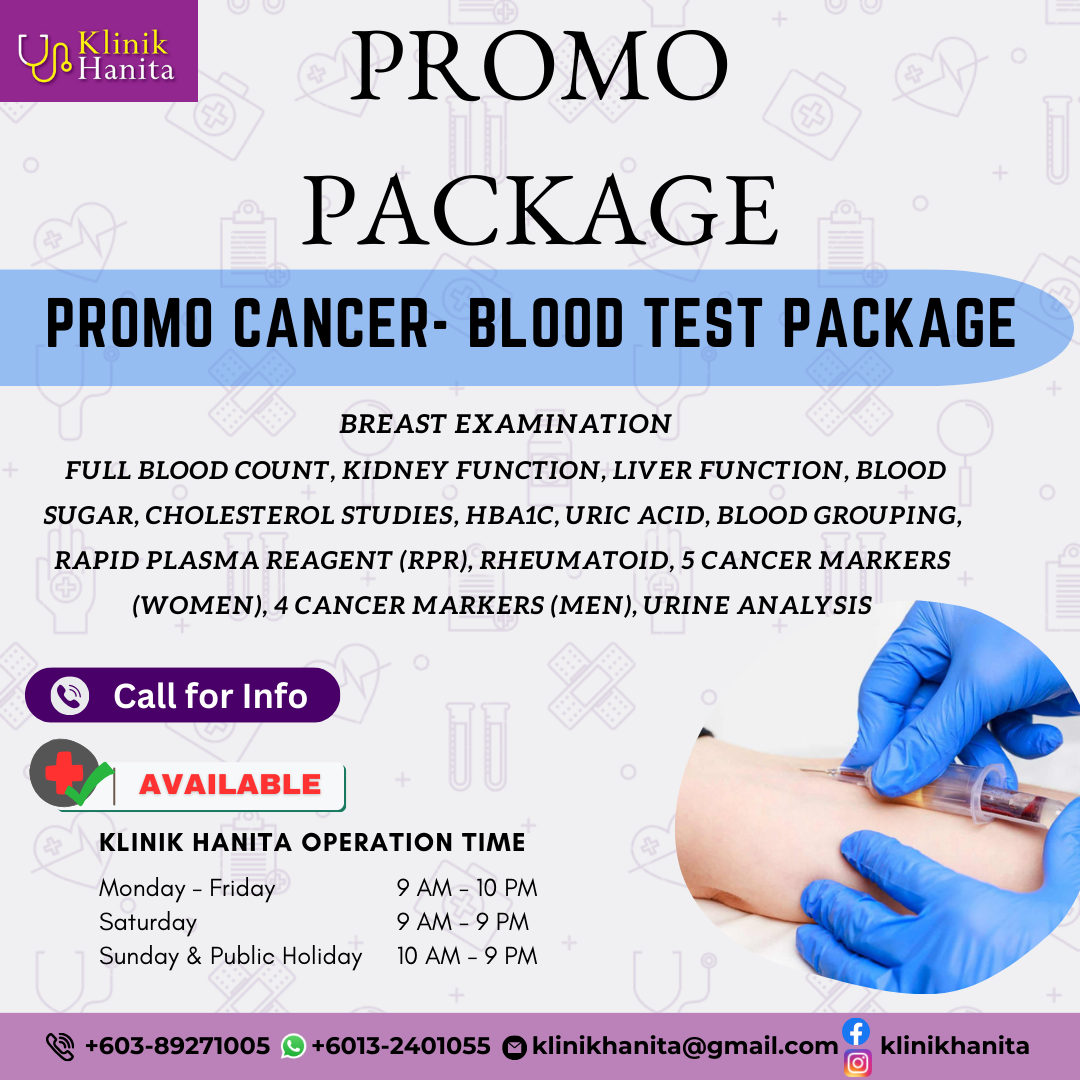 Klinik
Hanita
PROMO
PACKAGE
PROMO CANCER- BLOOD TEST PACKAGE
BREAST EXAMINATION
FULL BLOOD COUNT, KIDNEY FUNCTION, LIVER FUNCTION, BLOOD
SUGAR, CHOLESTEROL STUDIES, HBA1C, URIC ACID, BLOOD GROUPING,
RAPID PLASMA REAGENT (RPR), RHEUMATOID, 5 CANCER MARKERS
(WOMEN), 4 CANCER MARKERS (MEN), URINE ANALYSIS
Call for Info
AVAILABLE
KLINIK HANITA OPERATION TIME
Monday – Friday 9 AM – 10 PM
Saturday 9 AM – 9 PM
Sunday & Public Holiday 10 AM – 9 PM
+603-89271005 +6013-2401055 klinikhanita@gmail.com klinikhanita